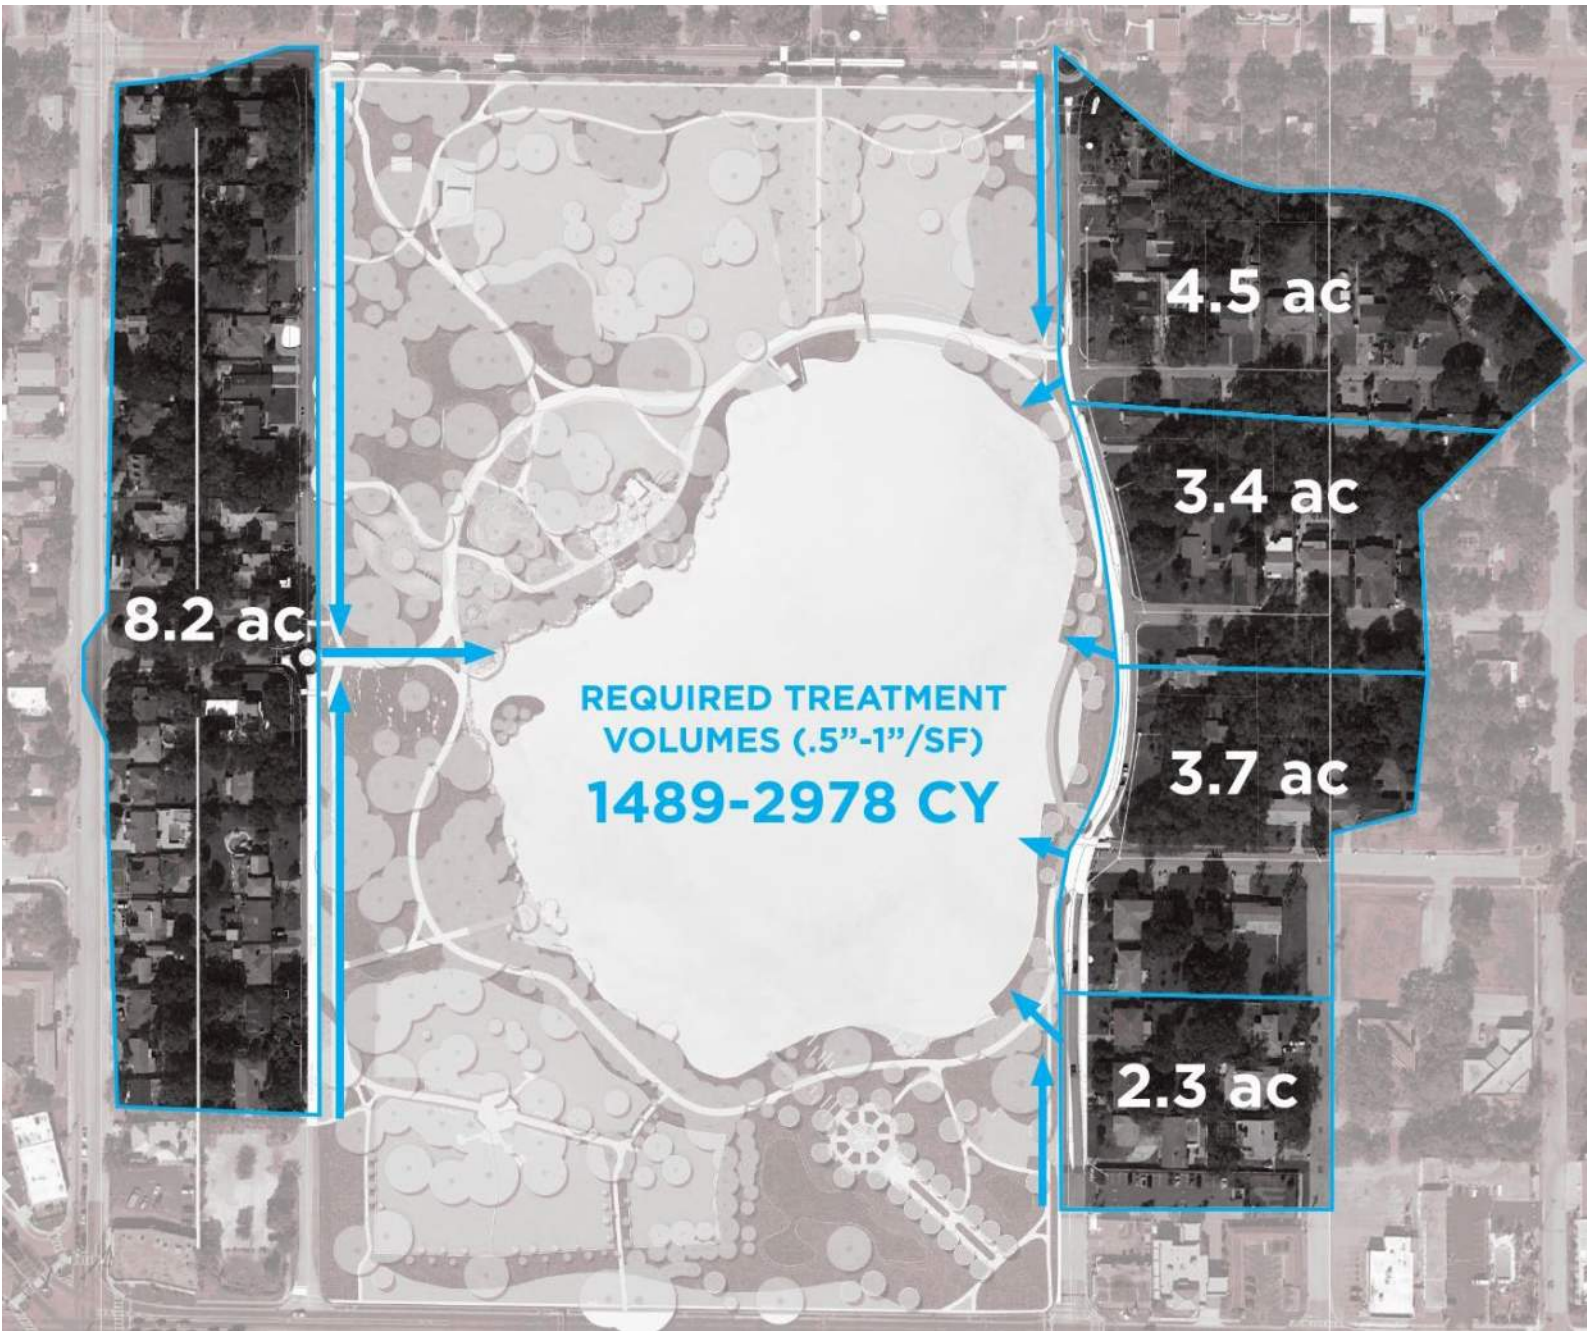 4.5 ac
3.4 ac
8.2 ac
REQUIRED TREATMENT
VOLUMES (.5”-1”/SF)
1489-2978 CY
3.7 ac
2.3 ac